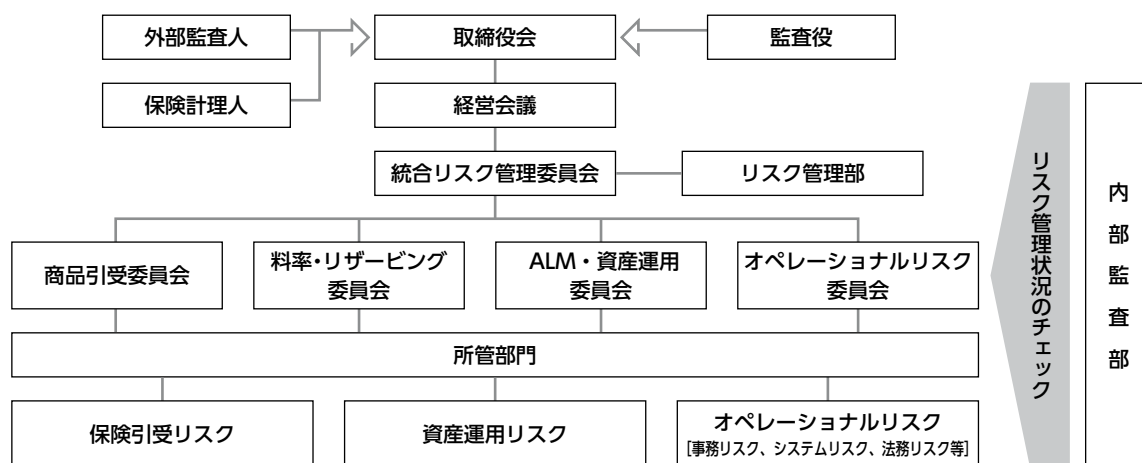 外部監査人
取締役会
監査役
保険計理人
経営会議
統合リスク管理委員会
リスク管理部
商品引受委員会
料率・リザービング
委員会
ALM・資産運用
委員会
オペレーショナルリスク
委員会
所管部門
保険引受リスク
資産運用リスク
オペレーショナルリスク
[事務リスク、システムリスク、法務リスク等]
リスク管理状況のチェック
内部監査部